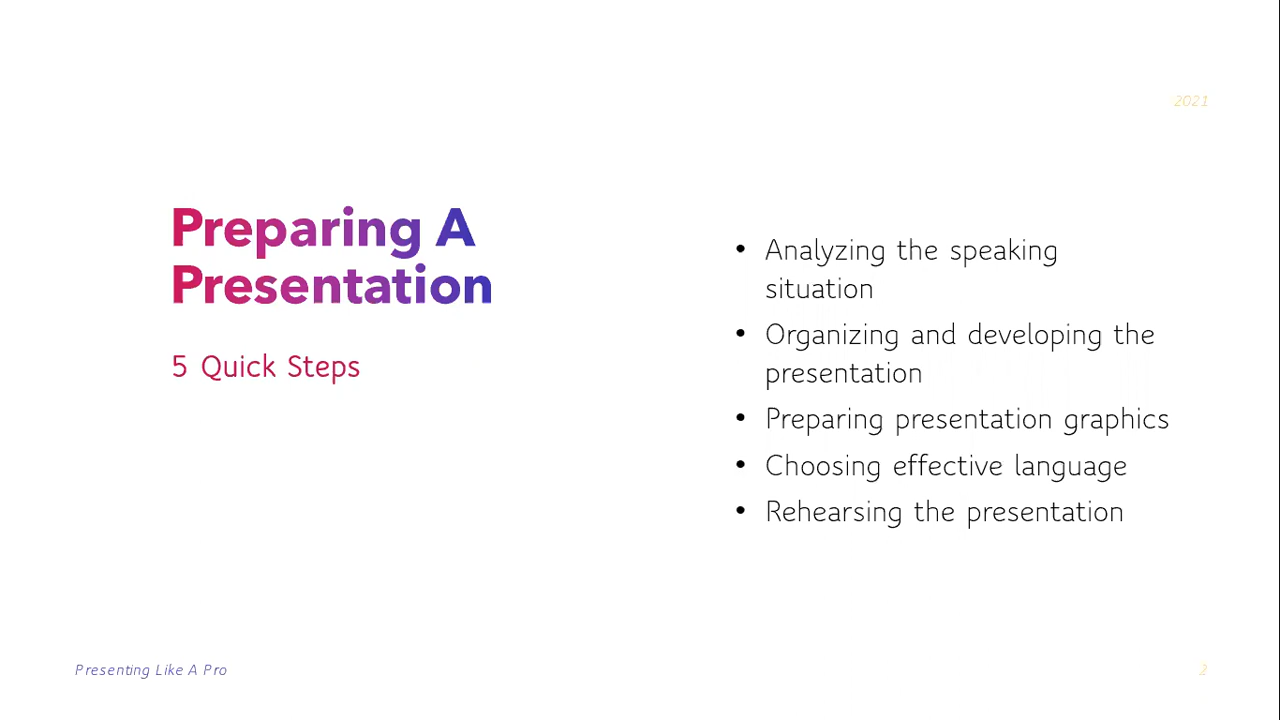 2021
Preparing A
Presentation
5 Quick Steps
• Analyzing the speaking
situation
• Organizing and developing the
presentation
• Preparing presentation graphics
• Choosing effective language
• Rehearsing the presentation
Presenting Like A Pro
2